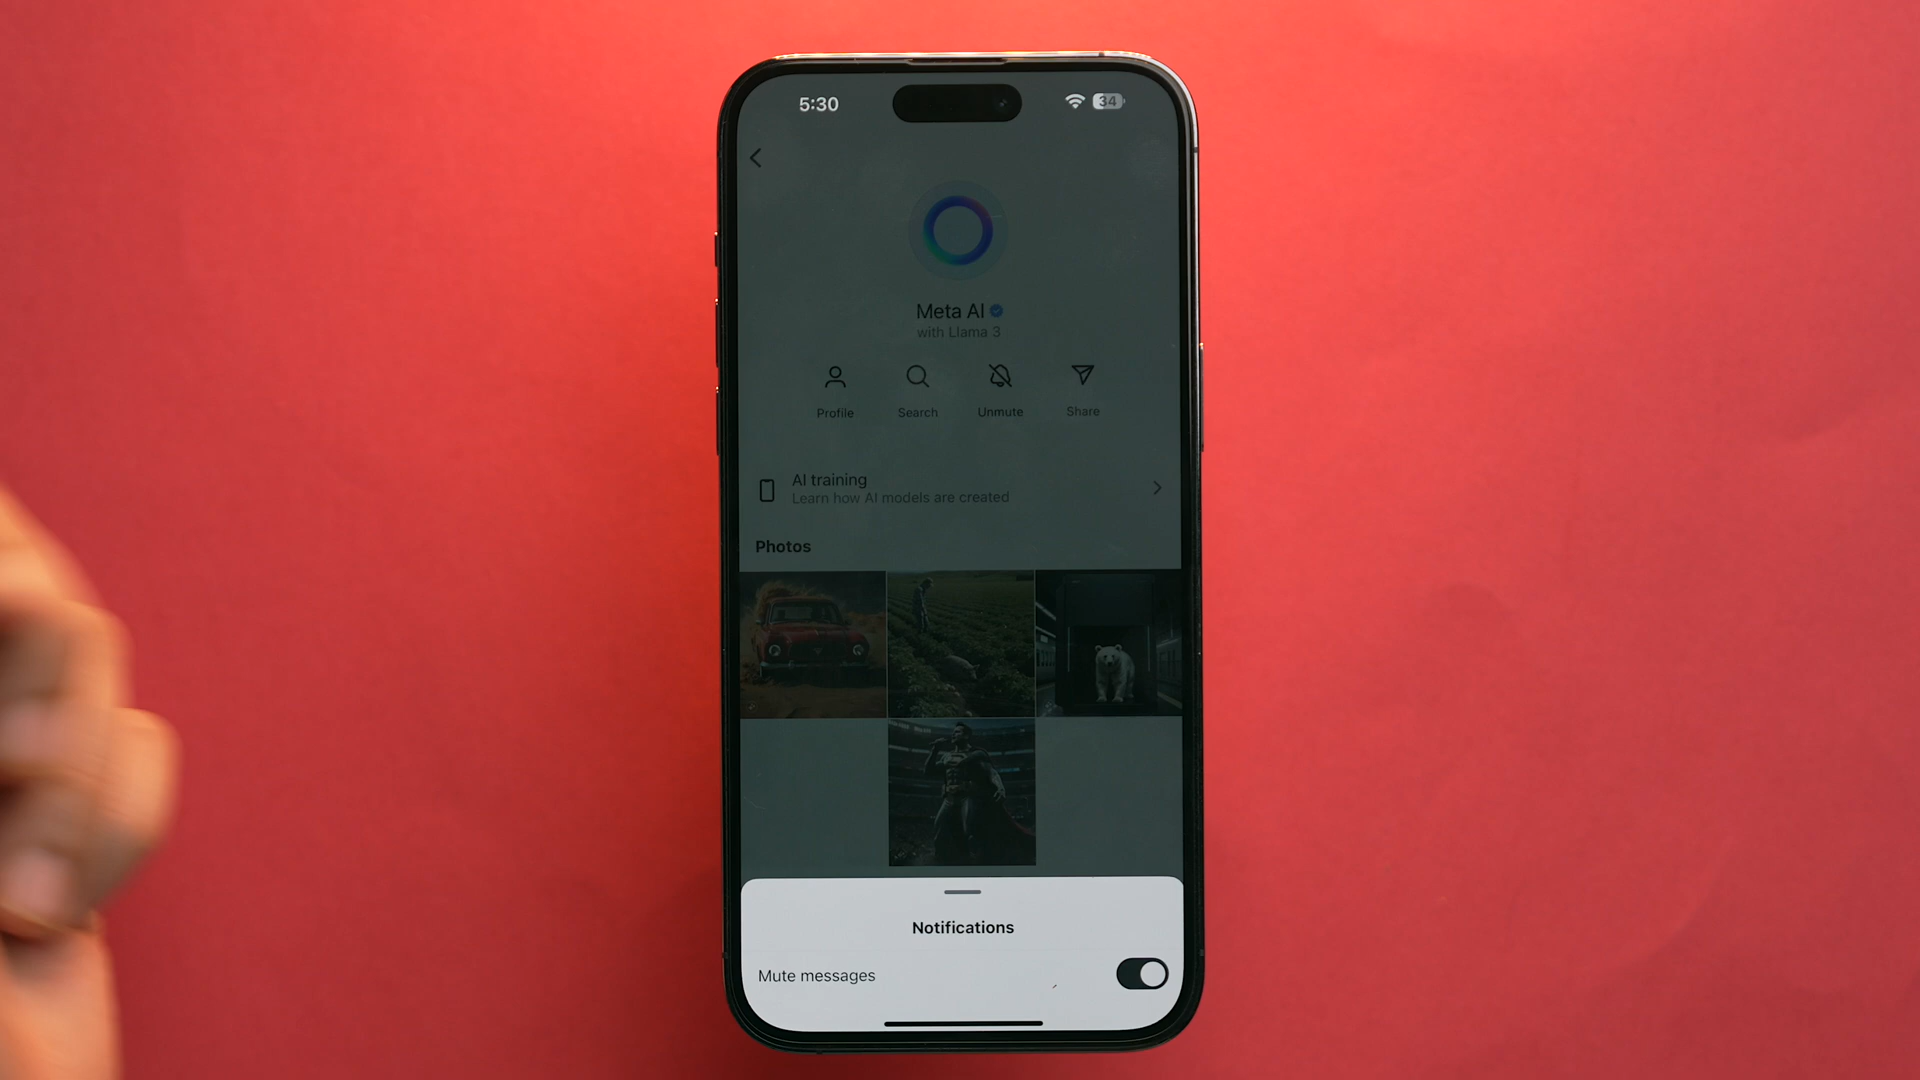 5:30
34
Meta AI
with Llama 3
Profile
Search
Unmute
Share
AI training
Learn how AI models are created
Photos
Notifications
Mute messages